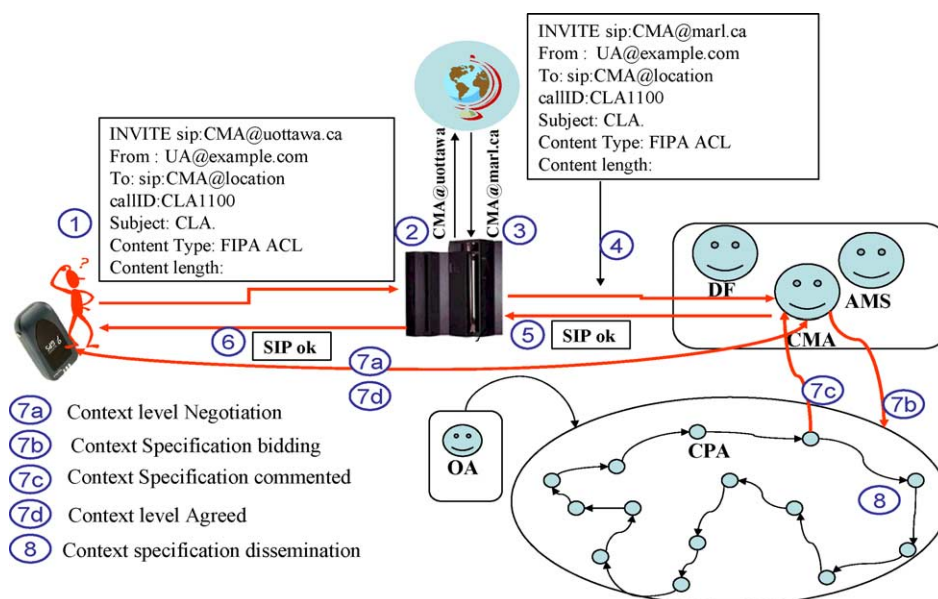 INVITE sip:CMA@marl.ca
From : UA@example.com
To: sip:CMA@location
callID:CLA1100
Subject: CLA.
Content Type: FIPA ACL
Content length:
INVITE sip:CMA@uottawa.ca
From : UA@example.com
To: sip:CMA@location
callID:CLA1100
Subject: CLA.
Content Type: FIPA ACL
Content length:
CMA@uottawa
CMA@marl.ca
1
2
3
4
?
DF
AMS
CMA
6
SIP ok
5
SIP ok
7a
7d
7c
7b
OA
CPA
8
7a Context level Negotiation
7b Context Specification bidding
7c Context Specification commented
7d Context level Agreed
8 Context specification dissemination